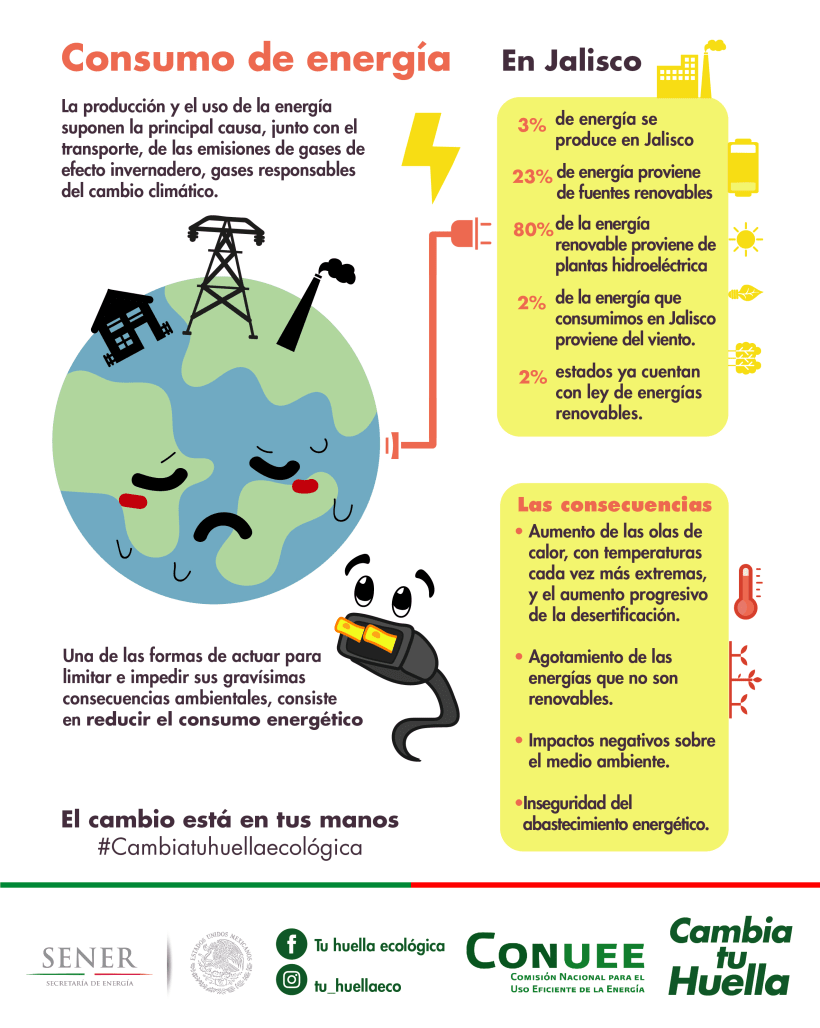 Consumo de energía
La producción y el uso de la energía
suponen la principal causa, junto con el
transporte, de las emisiones de gases de
efecto invernadero, gases responsables
del cambio climático.
En Jalisco
3% de energía se
produce en Jalisco
23% de energía proviene
de fuentes renovables
80% de la energía
renovable proviene de
plantas hidroeléctrica
2% de la energía que
consumimos en Jalisco
proviene del viento.
2% estados ya cuentan
con ley de energías
renovables.
Las consecuencias
• Aumento de las olas de
calor, con temperaturas
cada vez más extremas,
y el aumento progresivo
de la desertificación.
• Agotamiento de las
energías que no son
renovables.
• Impactos negativos sobre
el medio ambiente.
•Inseguridad del
abastecimiento energético.
Una de las formas de actuar para
limitar e impedir sus gravísimas
consecuencias ambientales, consiste
en reducir el consumo energético
El cambio está en tus manos
#Cambiatuhuellaecológica
SENER
SECRETARÍA DE ENERGÍA
ESTADOS UNIDOS MEXICANOS
Tu huella ecológica
tu_huellaeco
CONUEE
COMISIÓN NACIONAL PARA EL
USO EFICIENTE DE LA ENERGÍA
Cambia
tu
Huella